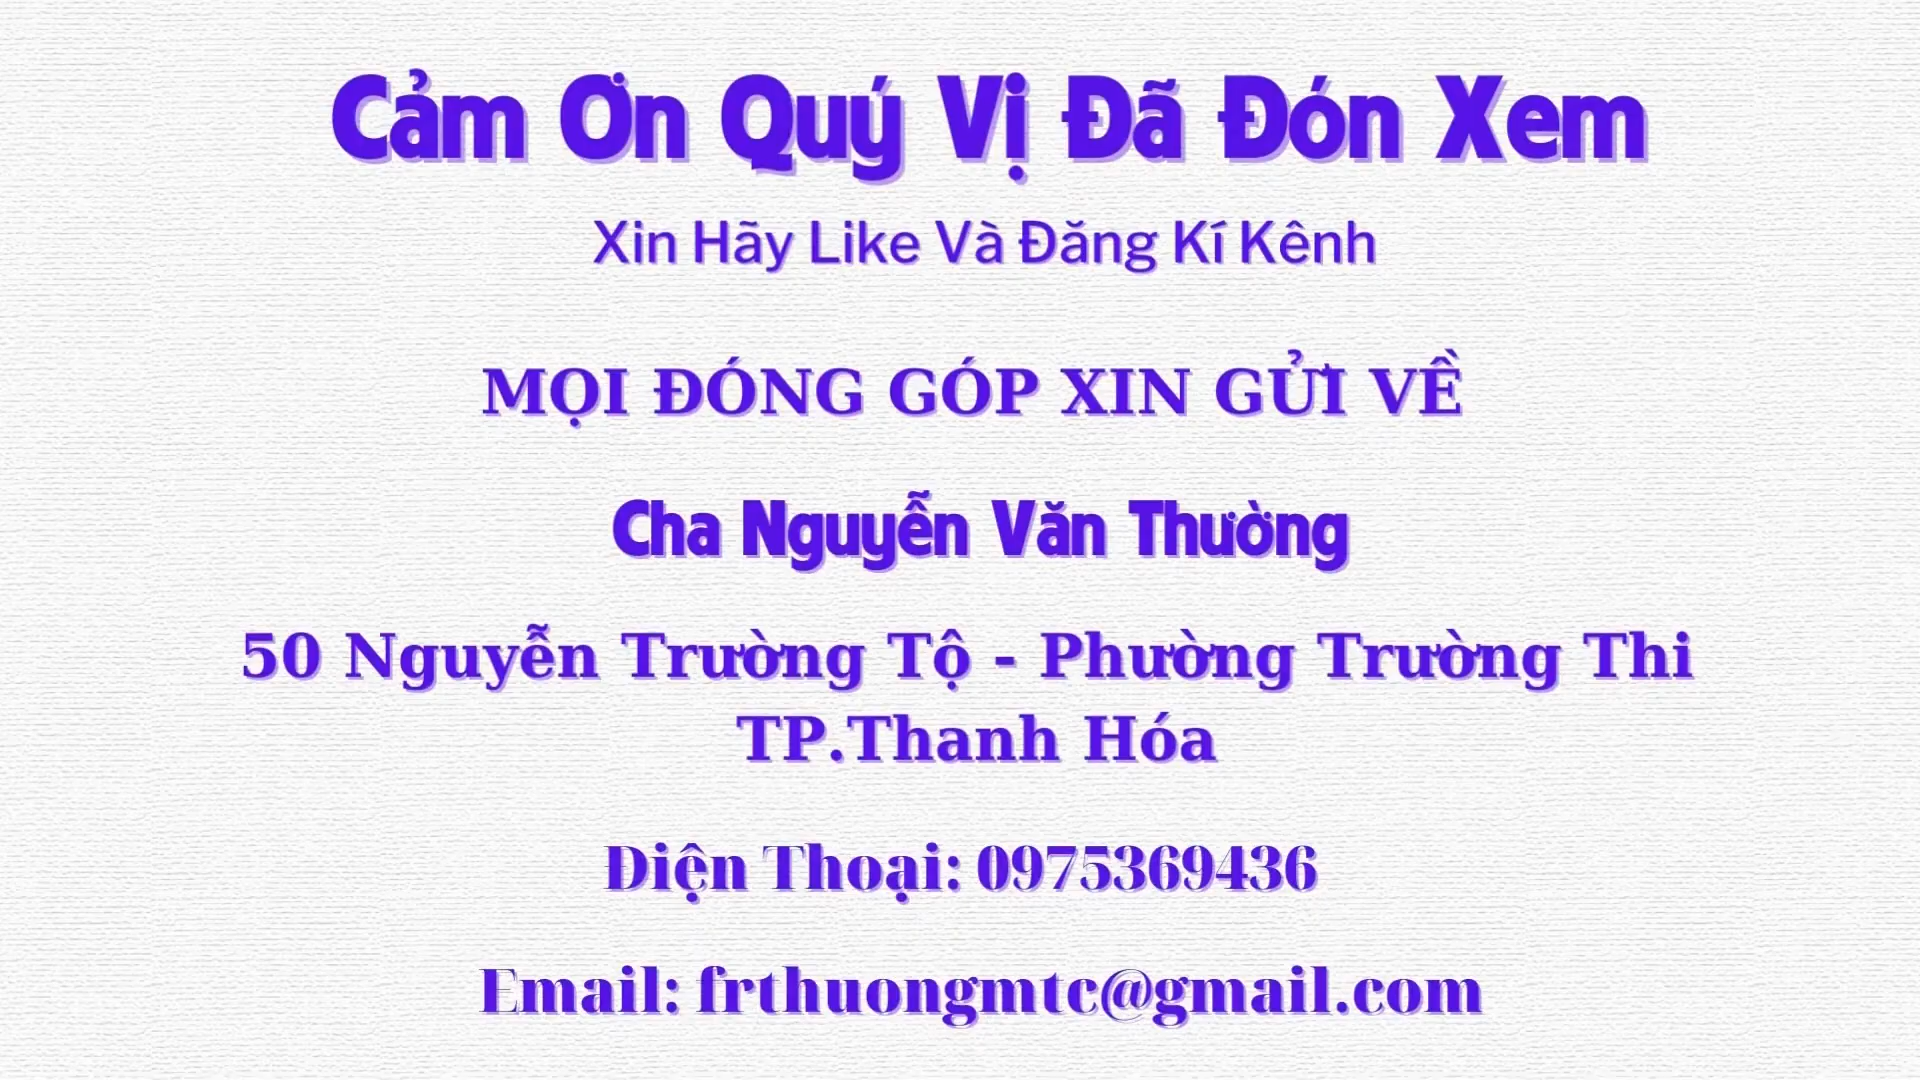 Cảm Ơn Quý Vị Đã Đón Xem
Xin Hãy Like Và Đăng Kí Kênh
MỌI ĐÓNG GÓP XIN GỬI VỀ
Cha Nguyễn Văn Thường
50 Nguyễn Trường Tộ - Phường Trường Thi
TP.Thanh Hóa
Điện Thoại: 0975369436
Email: frthuongmtc@gmail.com